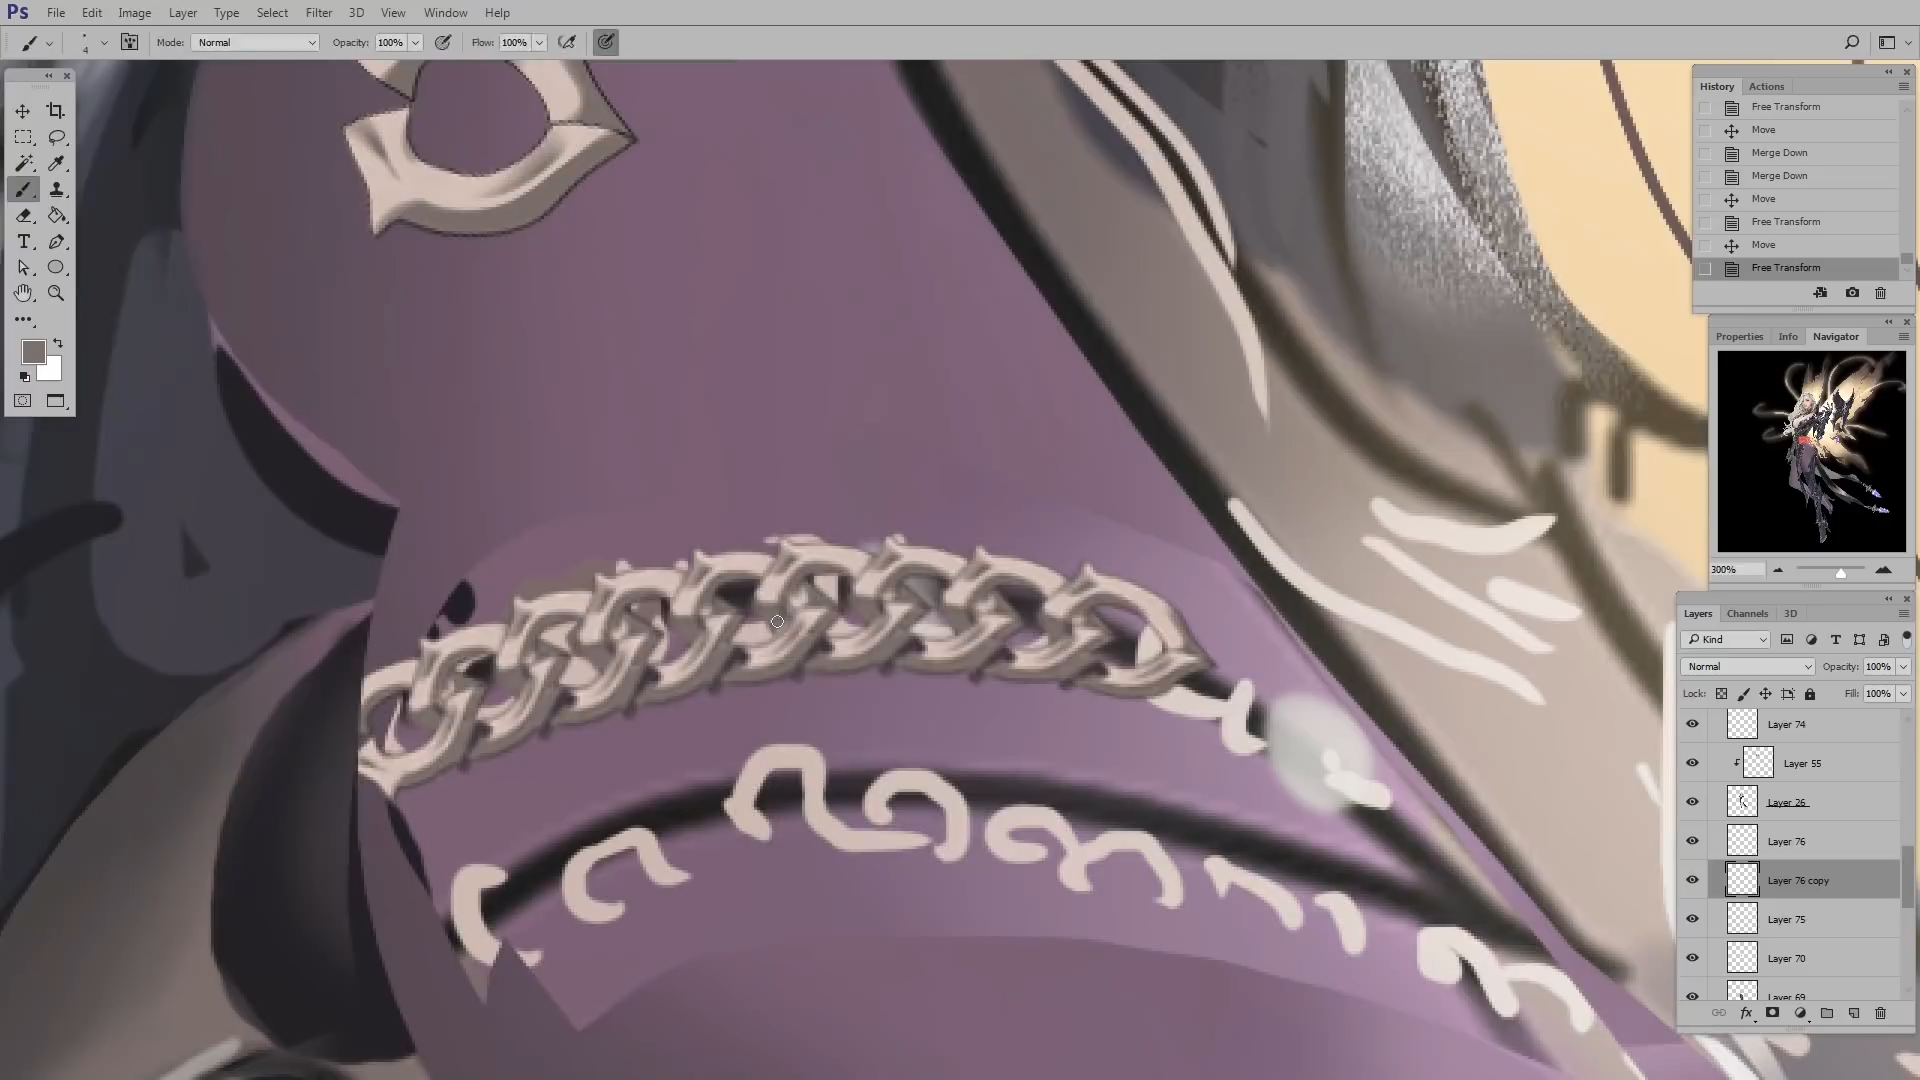 Ps File Edit Image Layer Type Select Filter 3D View Window Help
4 Mode: Normal Opacity: 100% Flow: 100%
History Actions
Free Transform
Move
Merge Down
Merge Down
Move
Free Transform
Move
Free Transform
Properties Info Navigator
300%
Layers Channels 3D
Kind
Normal Opacity: 100%
Lock: Fill: 100%
Layer 74
Layer 55
Layer 26
Layer 76
Layer 76 copy
Layer 75
Layer 70
Layer 69